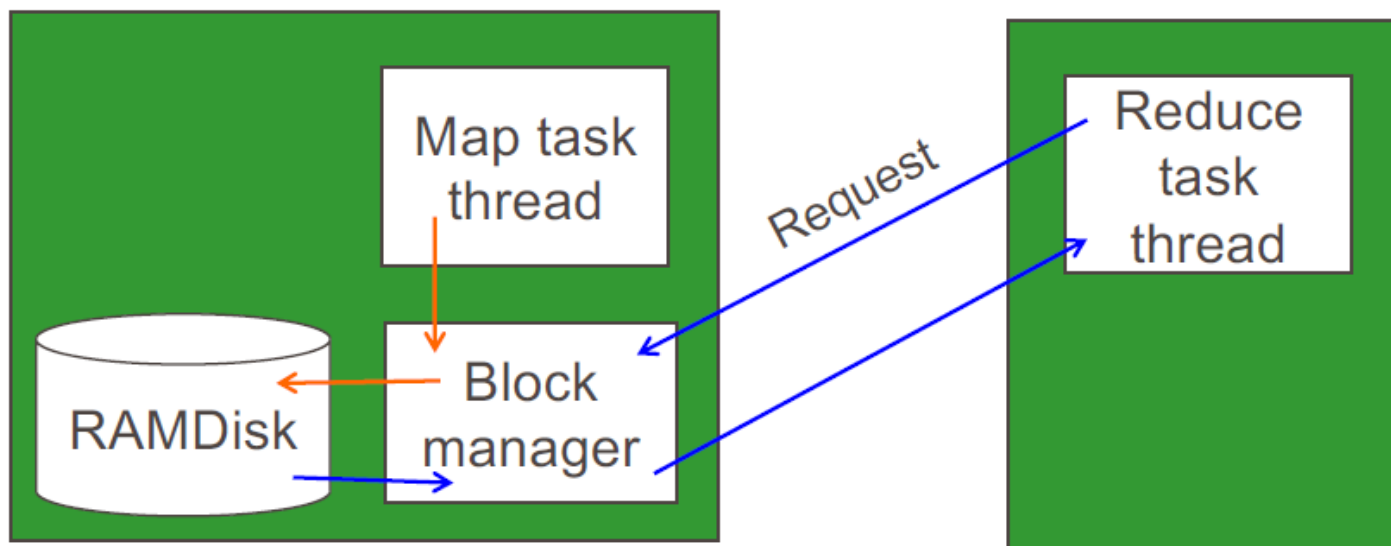 Map task
thread
Request
Reduce
task
thread
RAMDisk
Block
manager